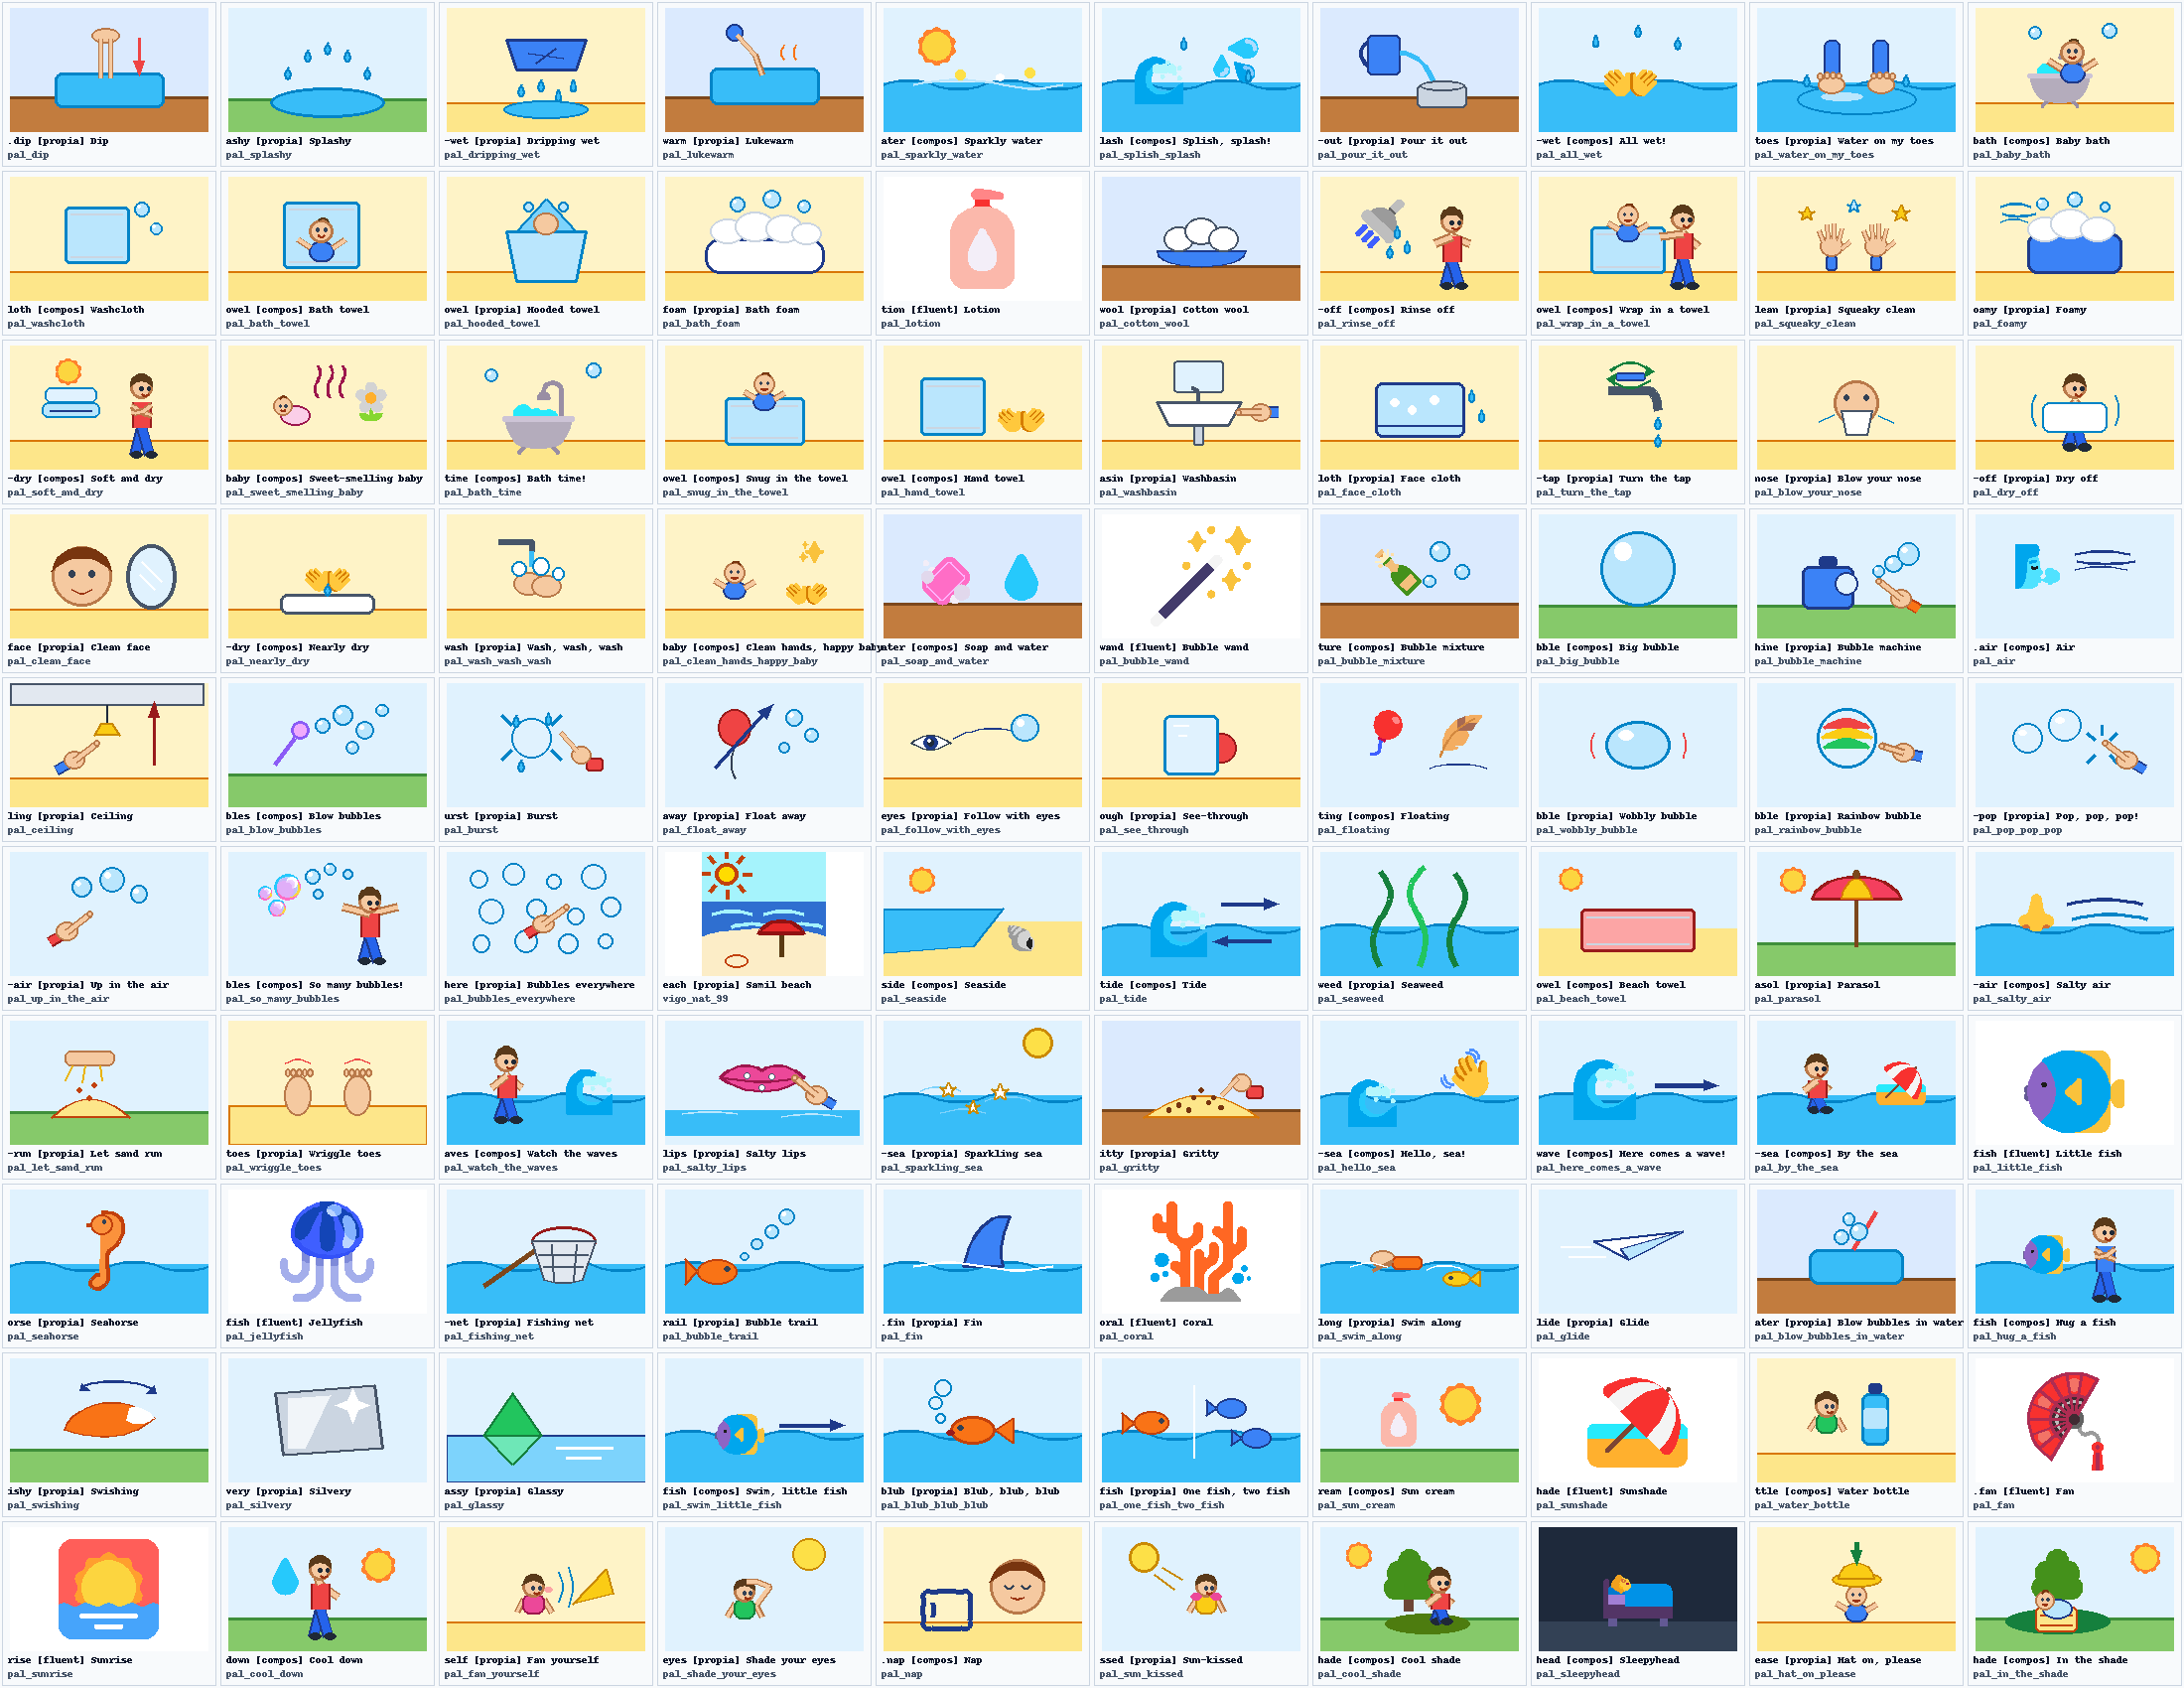 .dip [propia] Dip
pal_dip
ashy [propia] Splashy
pal_splashy
-wet [propia] Dripping wet
pal_dripping_wet
warm [propia] Lukewarm
pal_lukewarm
ater [compos] Sparkly water
pal_sparkly_water
lash [compos] Splish, splash!
pal_splish_splash
-out [propia] Pour it out
pal_pour_it_out
-wet [compos] All wet!
pal_all_wet
toes [propia] Water on my toes
pal_water_on_my_toes
bath [compos] Baby bath
pal_baby_bath
loth [compos] Washcloth
pal_washcloth
owel [compos] Bath towel
pal_bath_towel
owel [propia] Hooded towel
pal_hooded_towel
foam [propia] Bath foam
pal_bath_foam
tion [fluent] Lotion
pal_lotion
wool [propia] Cotton wool
pal_cotton_wool
-off [compos] Rinse off
pal_rinse_off
owel [compos] Wrap in a towel
pal_wrap_in_a_towel
lean [propia] Squeaky clean
pal_squeaky_clean
oamy [propia] Foamy
pal_foamy
-dry [compos] Soft and dry
pal_soft_and_dry
baby [compos] Sweet-smelling baby
pal_sweet_smelling_baby
time [compos] Bath time!
pal_bath_time
owel [compos] Snug in the towel
pal_snug_in_the_towel
owel [compos] Hand towel
pal_hand_towel
asin [propia] Washbasin
pal_washbasin
loth [propia] Face cloth
pal_face_cloth
-tap [propia] Turn the tap
pal_turn_the_tap
nose [propia] Blow your nose
pal_blow_your_nose
-off [propia] Dry off
pal_dry_off
face [propia] Clean face
pal_clean_face
-dry [compos] Nearly dry
pal_nearly_dry
wash [propia] Wash, wash, wash
pal_wash_wash_wash
baby [compos] Clean hands, happy baby
pal_clean_hands_happy_baby
ater [compos] Soap and water
pal_soap_and_water
wand [fluent] Bubble wand
pal_bubble_wand
ture [compos] Bubble mixture
pal_bubble_mixture
bble [compos] Big bubble
pal_big_bubble
hine [propia] Bubble machine
pal_bubble_machine
.air [compos] Air
pal_air
ling [propia] Ceiling
pal_ceiling
bles [compos] Blow bubbles
pal_blow_bubbles
urst [propia] Burst
pal_burst
away [propia] Float away
pal_float_away
eyes [propia] Follow with eyes
pal_follow_with_eyes
ough [propia] See-through
pal_see_through
ting [compos] Floating
pal_floating
bble [propia] Wobbly bubble
pal_wobbly_bubble
bble [propia] Rainbow bubble
pal_rainbow_bubble
-pop [propia] Pop, pop, pop!
pal_pop_pop_pop
-air [propia] Up in the air
pal_up_in_the_air
bles [compos] So many bubbles!
pal_so_many_bubbles
here [propia] Bubbles everywhere
pal_bubbles_everywhere
each [propia] Samil beach
vigo_nat_99
side [compos] Seaside
pal_seaside
tide [compos] Tide
pal_tide
weed [propia] Seaweed
pal_seaweed
owel [compos] Beach towel
pal_beach_towel
asol [propia] Parasol
pal_parasol
-air [compos] Salty air
pal_salty_air
-run [propia] Let sand run
pal_let_sand_run
toes [propia] Wriggle toes
pal_wriggle_toes
aves [compos] Watch the waves
pal_watch_the_waves
lips [propia] Salty lips
pal_salty_lips
-sea [propia] Sparkling sea
pal_sparkling_sea
itty [propia] Gritty
pal_gritty
-sea [compos] Hello, sea!
pal_hello_sea
wave [compos] Here comes a wave!
pal_here_comes_a_wave
-sea [compos] By the sea
pal_by_the_sea
fish [fluent] Little fish
pal_little_fish
orse [propia] Seahorse
pal_seahorse
fish [fluent] Jellyfish
pal_jellyfish
-net [propia] Fishing net
pal_fishing_net
rail [propia] Bubble trail
pal_bubble_trail
.fin [propia] Fin
pal_fin
oral [fluent] Coral
pal_coral
long [propia] Swim along
pal_swim_along
lide [propia] Glide
pal_glide
ater [propia] Blow bubbles in water
pal_blow_bubbles_in_water
fish [compos] Hug a fish
pal_hug_a_fish
ishy [propia] Swishing
pal_swishing
very [propia] Silvery
pal_silvery
assy [propia] Glassy
pal_glassy
fish [compos] Swim, little fish
pal_swim_little_fish
blub [propia] Blub, blub, blub
pal_blub_blub_blub
fish [propia] One fish, two fish
pal_one_fish_two_fish
ream [compos] Sun cream
pal_sun_cream
hade [fluent] Sunshade
pal_sunshade
ttle [compos] Water bottle
pal_water_bottle
.fan [fluent] Fan
pal_fan
rise [fluent] Sunrise
pal_sunrise
down [compos] Cool down
pal_cool_down
self [propia] Fan yourself
pal_fan_yourself
eyes [propia] Shade your eyes
pal_shade_your_eyes
.nap [compos] Nap
pal_nap
ssed [propia] Sun-kissed
pal_sun_kissed
hade [compos] Cool shade
pal_cool_shade
head [compos] Sleepyhead
pal_sleepyhead
ease [propia] Hat on, please
pal_hat_on_please
hade [compos] In the shade
pal_in_the_shade